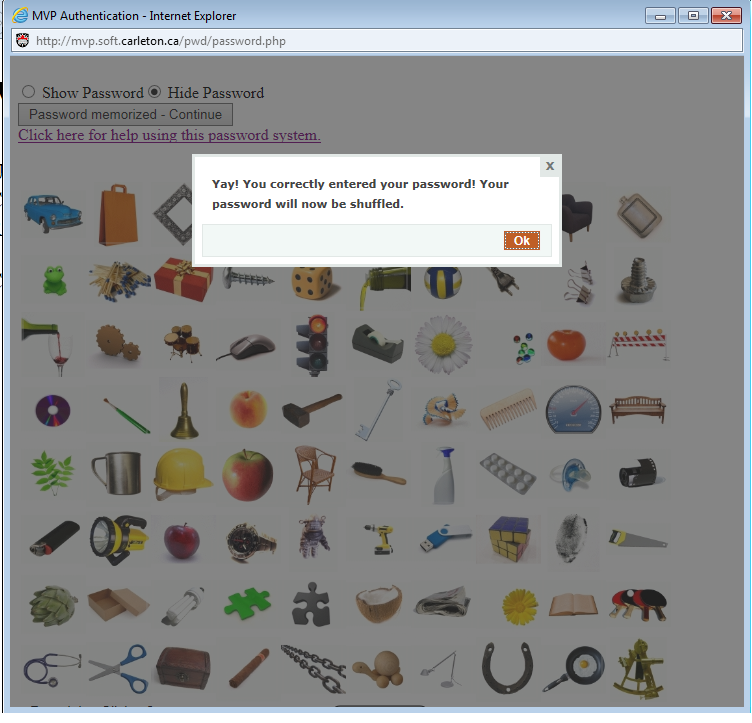 MVP Authentication - Internet Explorer
http://mvp.soft.carleton.ca/pwd/password.php
Show Password Hide Password
Password memorized - Continue
Click here for help using this password system.
x
Yay! You correctly entered your password! Your
password will now be shuffled.
Ok